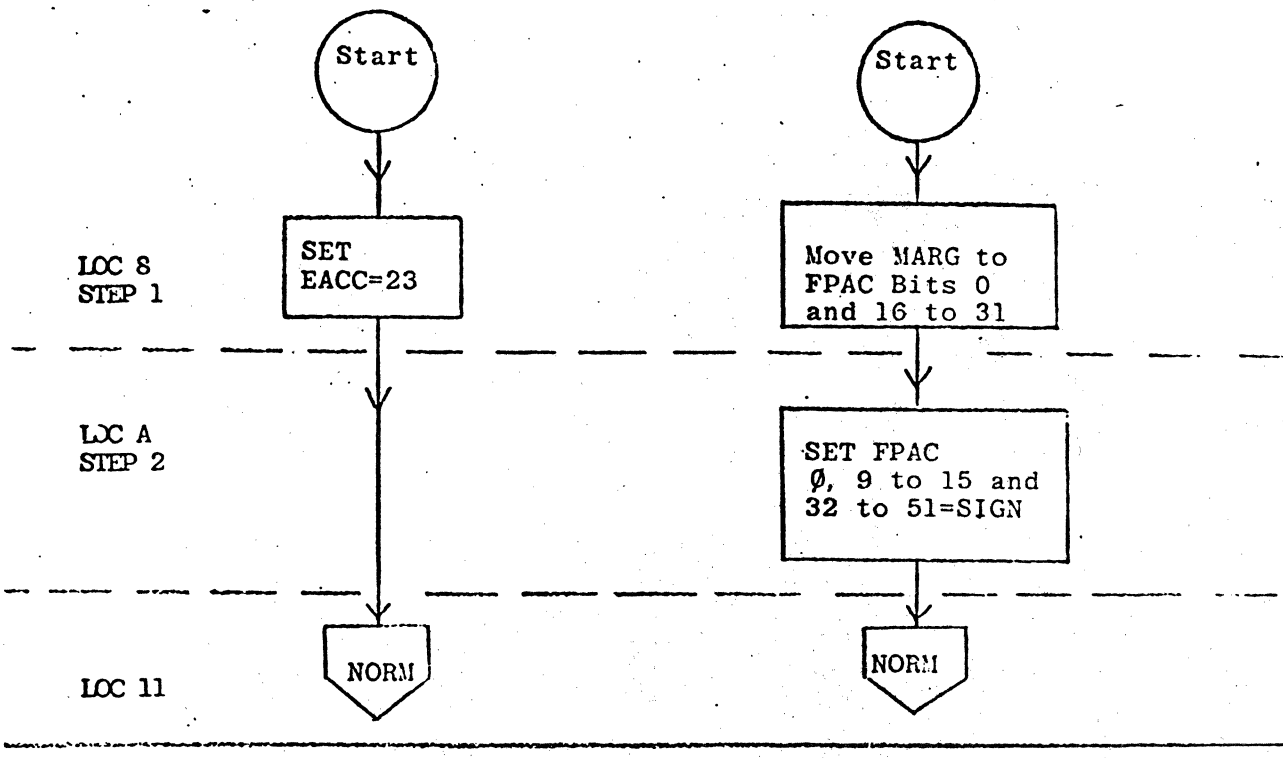 Start
Start
LOC 8
STEP 1
SET
EACC=23
Move MARG to
FPAC Bits 0
and 16 to 31
LOC A
STEP 2
SET FPAC
Ø, 9 to 15 and
32 to 51=SIGN
LOC 11
NORM
NORM